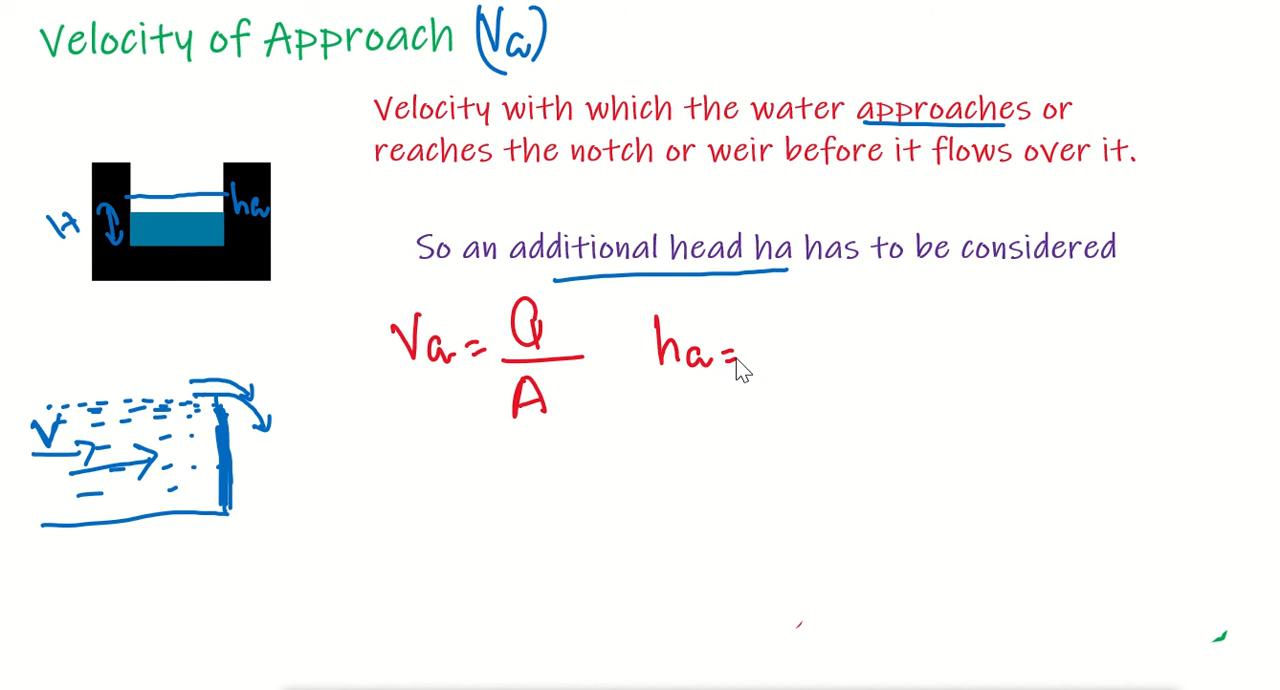 Velocity of Approach (Va)
Velocity with which the water approaches or
reaches the notch or weir before it flows over it.
H
ha
So an additional head ha has to be considered
Va = Q/A
ha =
V